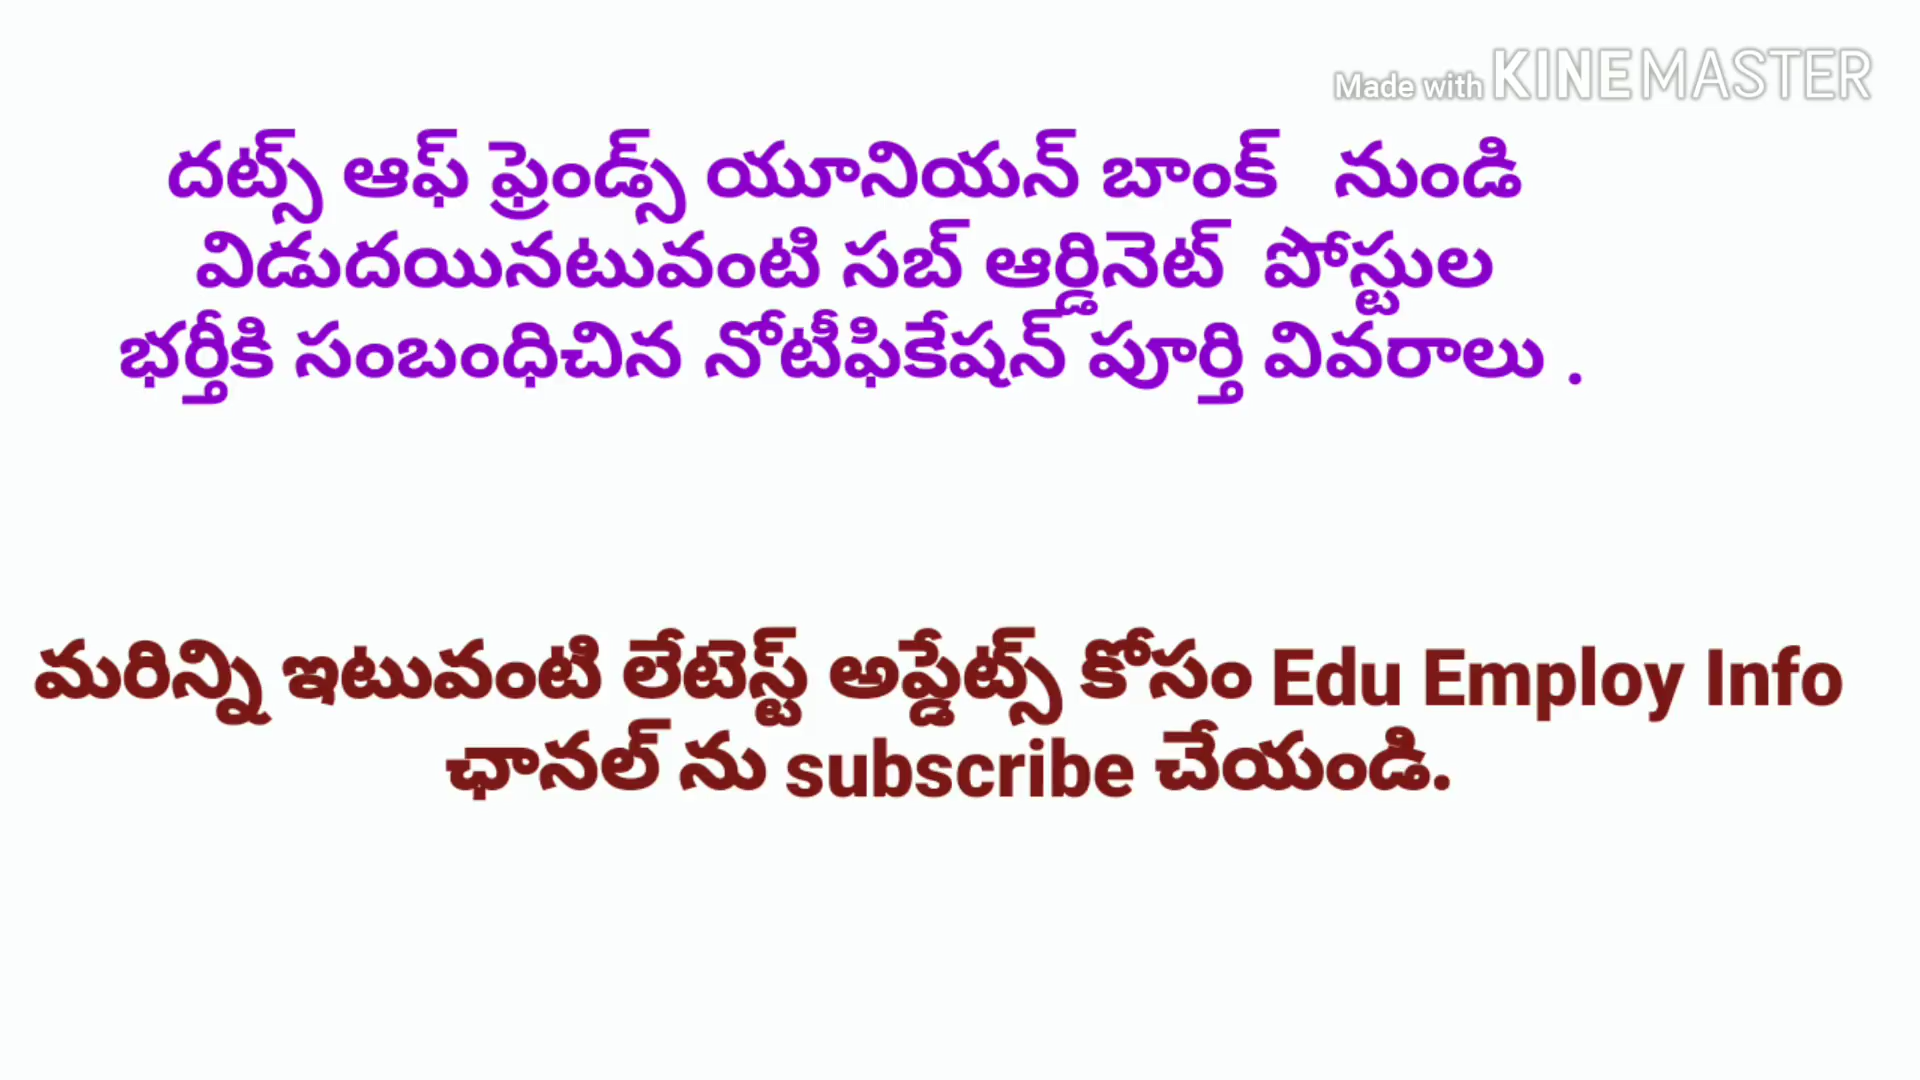 Made with KINEMASTER
దట్స్ ఆఫ్ ఫ్రెండ్స్ యూనియన్ బాంక్ నుండి
విడుదయినటువంటి సబ్ ఆర్డినెట్ పోస్టుల
భర్తీకి సంబంధిచిన నోటీఫికేషన్ పూర్తి వివరాలు .
మరిన్ని ఇటువంటి లేటెస్ట్ అప్డేట్స్ కోసం Edu Employ Info
ఛానల్ ను subscribe చేయండి.